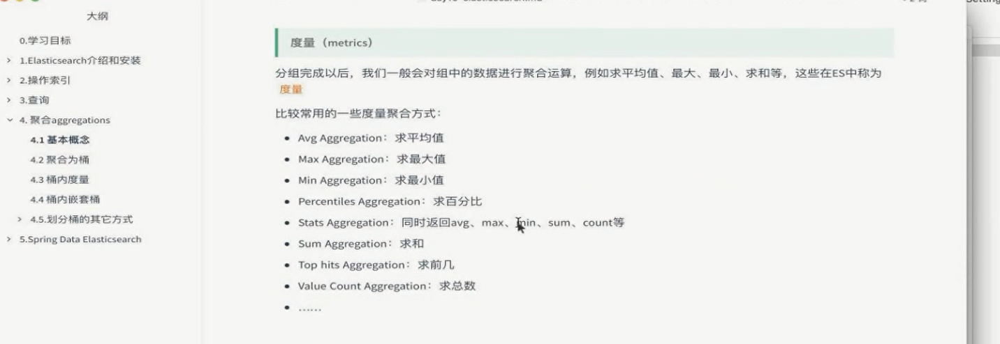 大纲
0.学习目标
1.Elasticsearch介绍和安装
2.操作索引
3.查询
4. 聚合aggregations
4.1 基本概念
4.2 聚合为桶
4.3 桶内度量
4.4 桶内嵌套桶
4.5.划分桶的其它方式
5.Spring Data Elasticsearch
度量（metrics）
分组完成以后，我们一般会对组中的数据进行聚合运算，例如求平均值、最大、最小、求和等，这些在ES中称为
度量
比较常用的一些度量聚合方式：
Avg Aggregation：求平均值
Max Aggregation：求最大值
Min Aggregation：求最小值
Percentiles Aggregation：求百分比
Stats Aggregation：同时返回avg、max、min、sum、count等
Sum Aggregation：求和
Top hits Aggregation：求前几
Value Count Aggregation：求总数
……